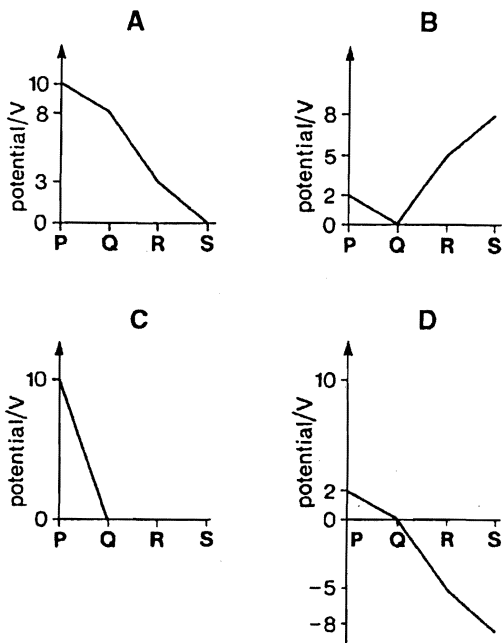 A
potential/V
10
8
3
0
P Q R S
B
potential/V
8
5
2
0
P Q R S
C
potential/V
10
0
P Q R S
D
potential/V
10
2
0
P Q R S
-5
-8